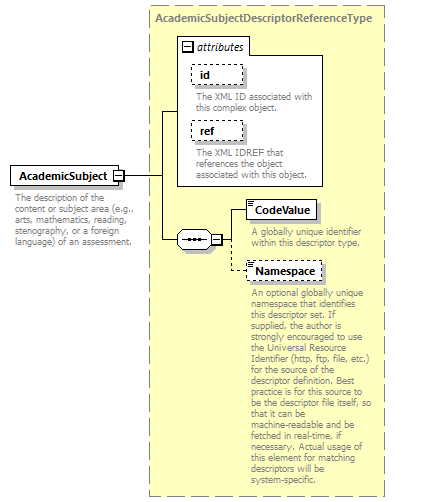 AcademicSubjectDescriptorReferenceType
attributes
id
The XML ID associated with
this complex object.
ref
The XML IDREF that
references the object
associated with this object.
AcademicSubject
The description of the
content or subject area (e.g.,
arts, mathematics, reading,
stenography, or a foreign
language) of an assessment.
CodeValue
A globally unique identifier
within this descriptor type.
Namespace
An optional globally unique
namespace that identifies
this descriptor set. If
supplied, the author is
strongly encouraged to use
the Universal Resource
Identifier (http, ftp, file, etc.)
for the source of the
descriptor definition. Best
practice is for this source to
be the descriptor file itself, so
that it can be
machine-readable and be
fetched in real-time, if
necessary. Actual usage of
this element for matching
descriptors will be
system-specific.